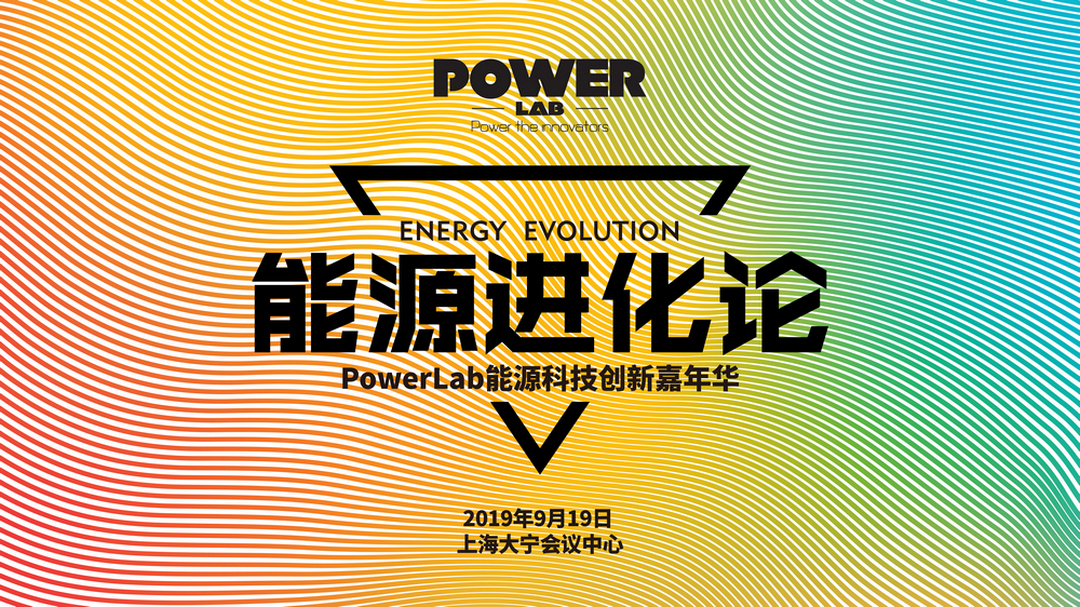 POWER
LAB
Power the innovators
ENERGY EVOLUTION
能源进化论
PowerLab能源科技创新嘉年华
2019年9月19日
上海大宁会议中心